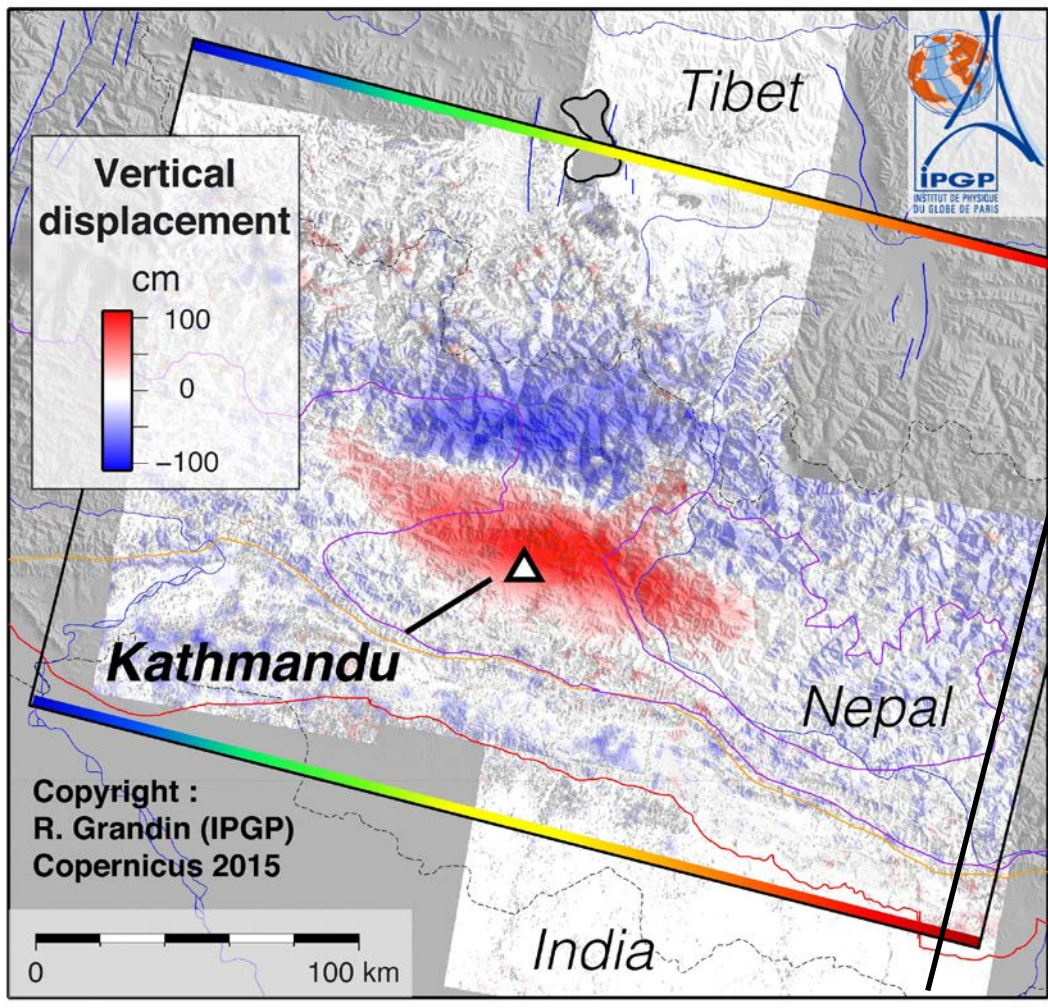 Tibet
iPGP
INSTITUT DE PHYSIQUE
DU GLOBE DE PARIS
Vertical
displacement
cm
100
0
−100
Kathmandu
Nepal
Copyright :
R. Grandin (IPGP)
Copernicus 2015
0 100 km
India